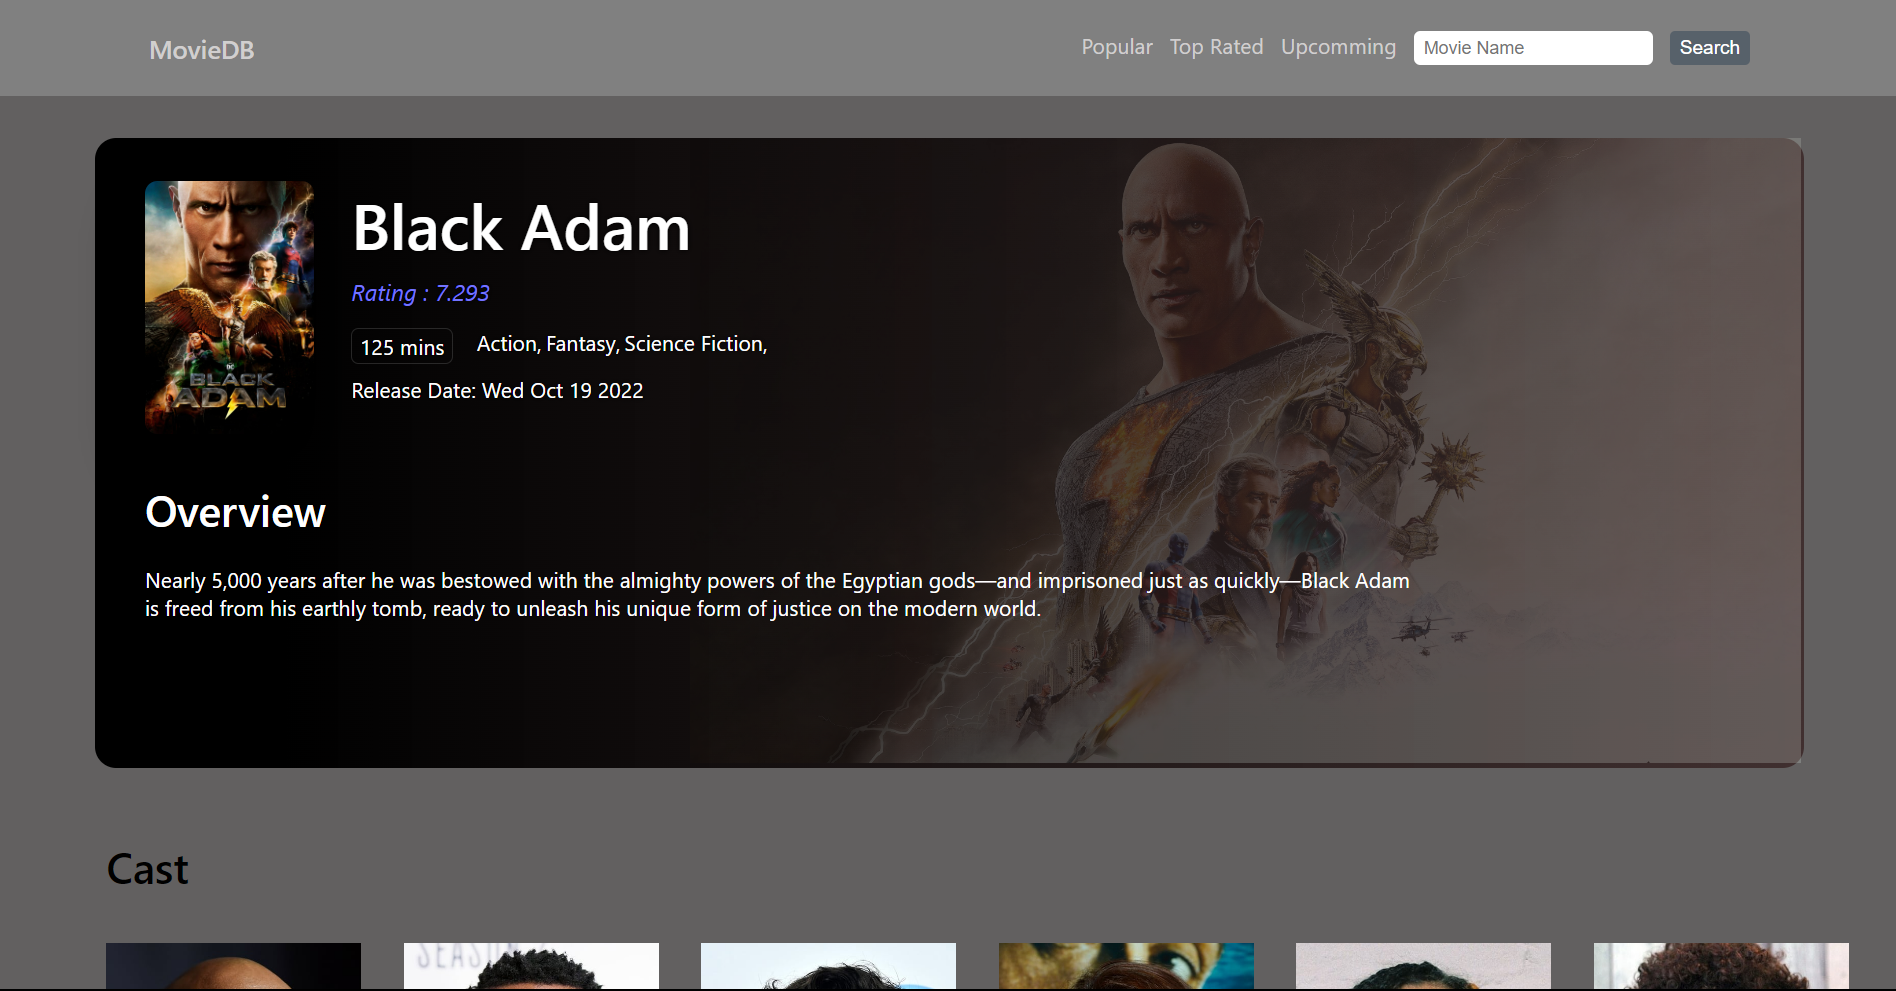 MovieDB
Popular Top Rated Upcomming Movie Name Search
Black Adam
Rating : 7.293
125 mins Action, Fantasy, Science Fiction,
Release Date: Wed Oct 19 2022
DC
BLACK
ADAM
Overview
Nearly 5,000 years after he was bestowed with the almighty powers of the Egyptian gods—and imprisoned just as quickly—Black Adam
is freed from his earthly tomb, ready to unleash his unique form of justice on the modern world.
Cast
SEASON